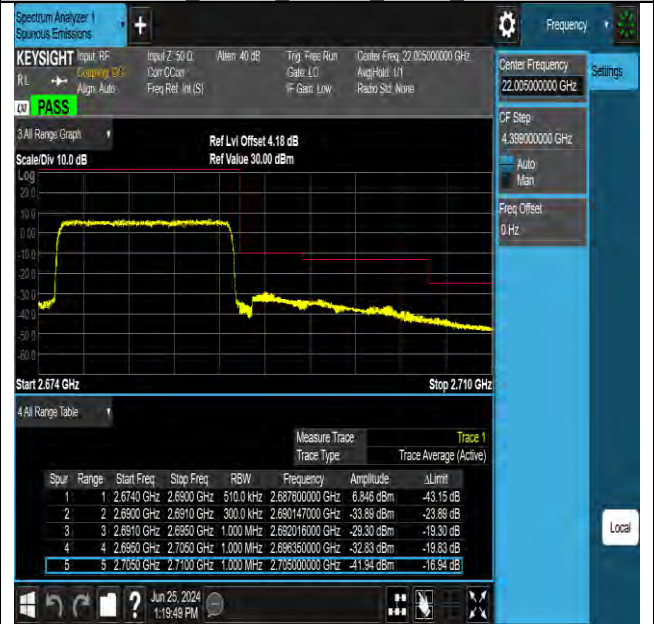 Spectrum Analyzer 1
Spurious Emissions
Frequency
KEYSIGHT Input: RF Input Z: 50 Ω Atten: 40 dB Trig: Free Run Center Freq: 22.005000000 GHz
RL Coupling: DC Corr CCorr Gate: LO Avg|Hold: 1/1
Align: Auto Freq Ref: Int (S) IF Gain: Low Radio Std: None
PASS
Center Frequency
22.005000000 GHz
Settings
CF Step
4.399000000 GHz
Auto
Man
Freq Offset
0 Hz
3 All Range Graph
Ref Lvl Offset 4.18 dB
Scale/Div 10.0 dB Ref Value 30.00 dBm
Log
20.0
10.0
0.00
-10.0
-20.0
-30.0
-40.0
-50.0
-60.0
Start 2.674 GHz Stop 2.710 GHz
4 All Range Table
Measure Trace Trace 1
Trace Type Trace Average (Active)
Spur Range Start Freq Stop Freq RBW Frequency Amplitude ΔLimit
1 1 2.6740 GHz 2.6900 GHz 510.0 kHz 2.687600000 GHz 6.846 dBm -43.15 dB
2 2 2.6900 GHz 2.6910 GHz 300.0 kHz 2.690147000 GHz -33.89 dBm -23.89 dB
3 3 2.6910 GHz 2.6950 GHz 1.000 MHz 2.692016000 GHz -29.30 dBm -19.30 dB
4 4 2.6950 GHz 2.7050 GHz 1.000 MHz 2.696350000 GHz -32.83 dBm -19.83 dB
5 5 2.7050 GHz 2.7100 GHz 1.000 MHz 2.705000000 GHz -41.94 dBm -16.94 dB
Local
Jun 25, 2024
1:19:49 PM